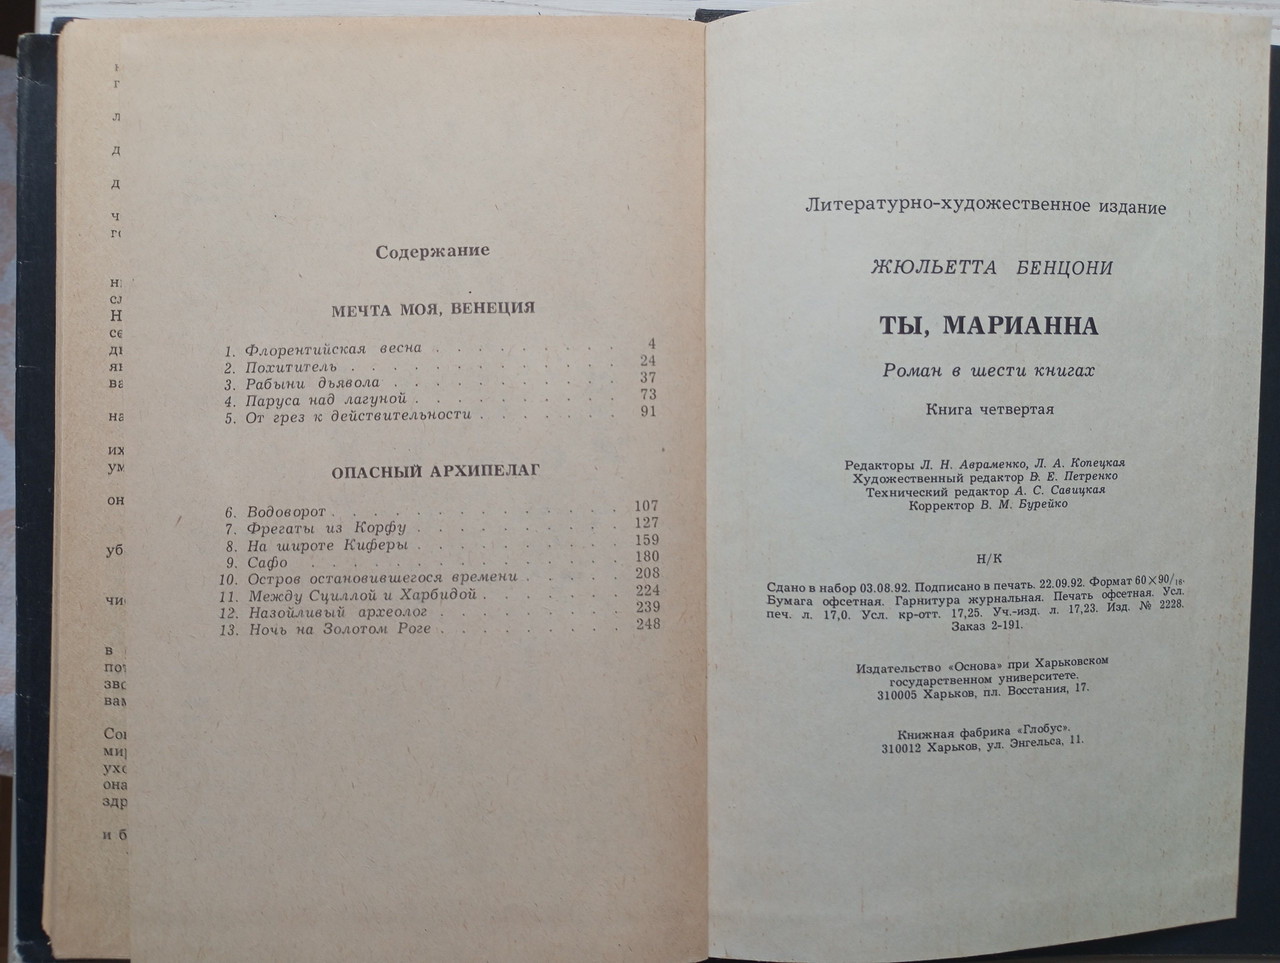 Содержание
МЕЧТА МОЯ, ВЕНЕЦИЯ
1. Флорентийская весна . . . . . . . . . 4
2. Похититель . . . . . . . . . . . 24
3. Рабыни дьявола . . . . . . . . . . 37
4. Паруса над лагуной . . . . . . . . . 73
5. От грез к действительности . . . . . . . 91
ОПАСНЫЙ АРХИПЕЛАГ
6. Водоворот . . . . . . . . . . . . 107
7. Фрегаты из Корфу . . . . . . . . . 127
8. На широте Киферы . . . . . . . . . 159
9. Сафо . . . . . . . . . . . . 180
10. Остров остановившегося времени . . . . . 208
11. Между Сциллой и Харбидой . . . . . . 224
12. Назойливый археолог . . . . . . . . 239
13. Ночь на Золотом Роге . . . . . . . . 248
Литературно-художественное издание
ЖЮЛЬЕТТА БЕНЦОНИ
ТЫ, МАРИАННА
Роман в шести книгах
Книга четвертая
Редакторы Л. Н. Авраменко, Л. А. Копецкая
Художественный редактор В. Е. Петренко
Технический редактор А. С. Савицкая
Корректор В. М. Бурейко
Н/К
Сдано в набор 03.08.92. Подписано в печать. 22.09.92. Формат 60×90/16.
Бумага офсетная. Гарнитура журнальная. Печать офсетная. Усл.
печ. л. 17,0. Усл. кр-отт. 17,25. Уч.-изд. л. 17,23. Изд. № 2228.
Заказ 2-191.
Издательство «Основа» при Харьковском
государственном университете.
310005 Харьков, пл. Восстания, 17.
Книжная фабрика «Глобус».
310012 Харьков, ул. Энгельса, 11.